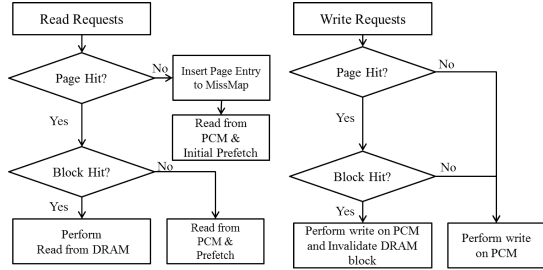 Read Requests
Page Hit?
No
Insert Page Entry
to MissMap
Read from
PCM &
Initial Prefetch
Yes
Block Hit?
No
Yes
Perform
Read from DRAM
Read from
PCM &
Prefetch
Write Requests
Page Hit?
No
Yes
Block Hit?
No
Yes
Perform write on PCM
and Invalidate DRAM
block
Perform write
on PCM